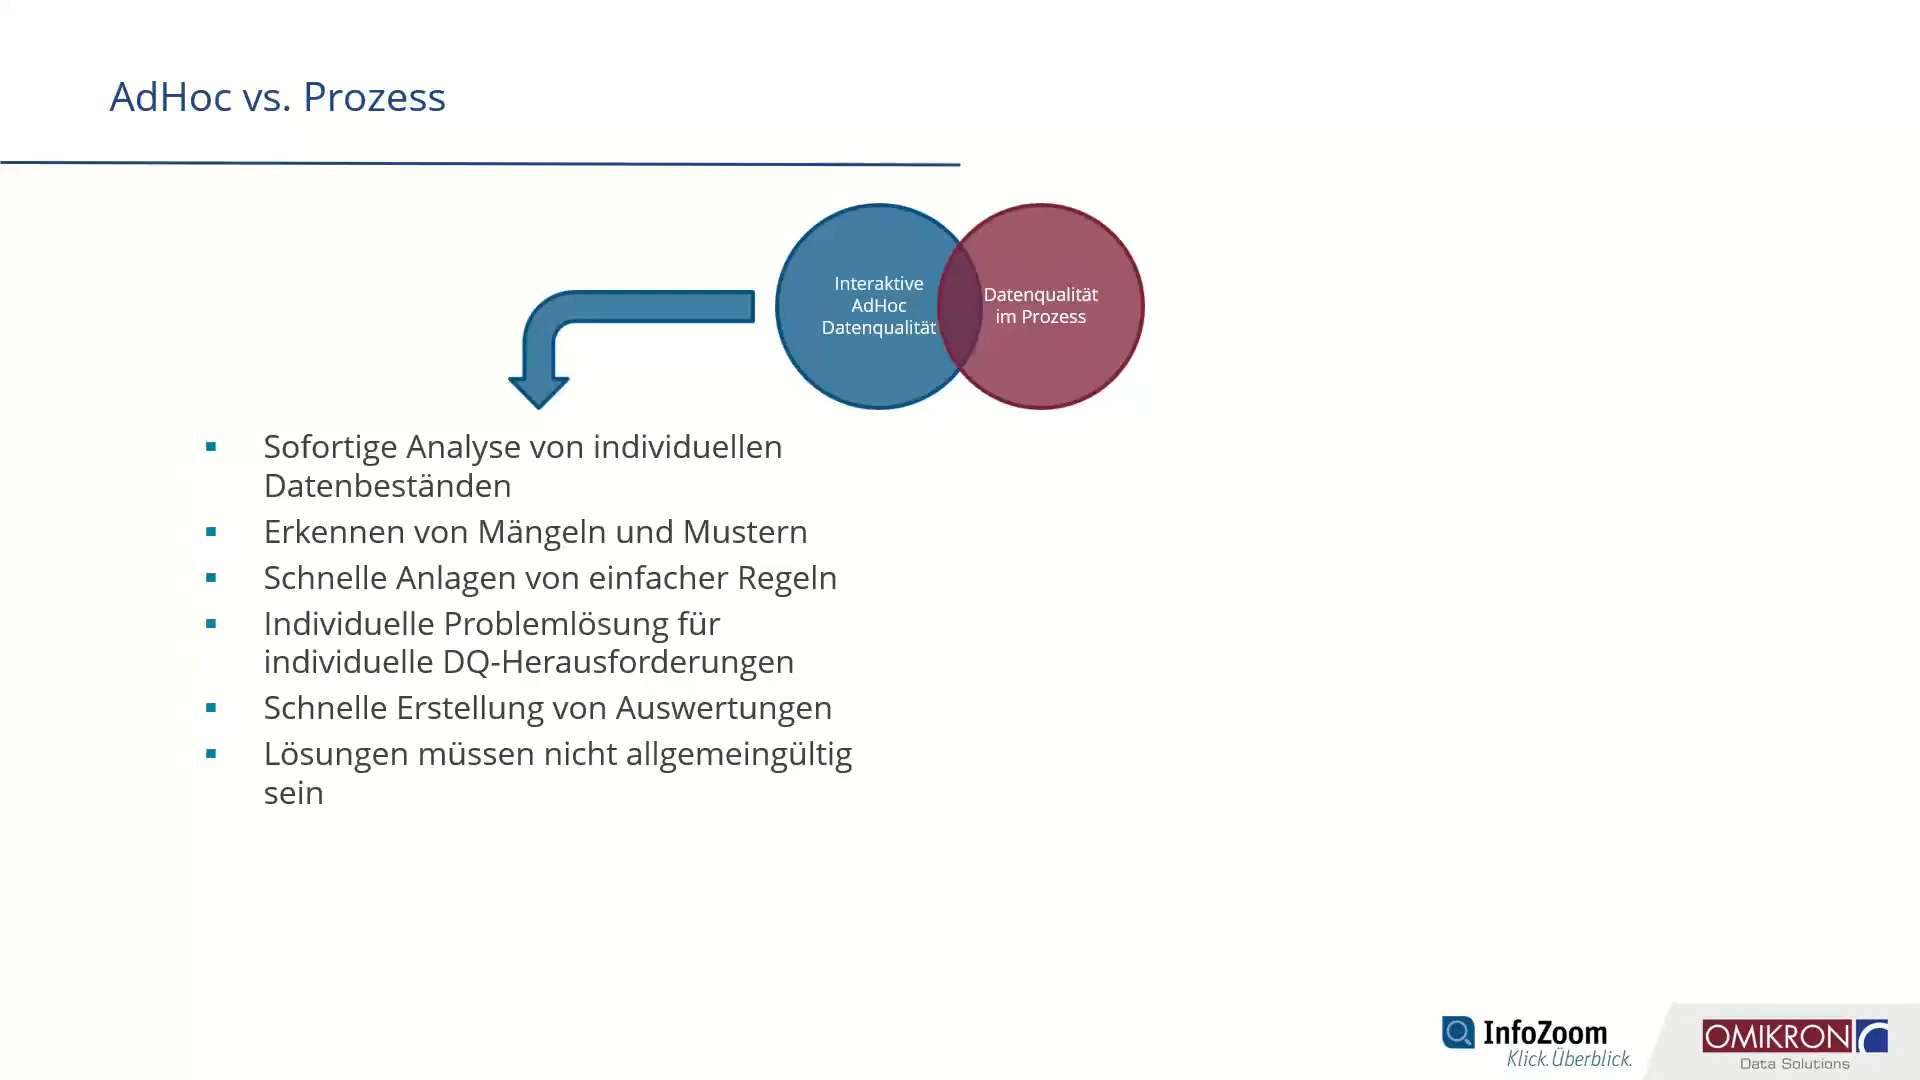 AdHoc vs. Prozess
Interaktive
AdHoc
Datenqualität
Datenqualität
im Prozess
▪ Sofortige Analyse von individuellen
Datenbeständen
▪ Erkennen von Mängeln und Mustern
▪ Schnelle Anlagen von einfacher Regeln
▪ Individuelle Problemlösung für
individuelle DQ-Herausforderungen
▪ Schnelle Erstellung von Auswertungen
▪ Lösungen müssen nicht allgemeingültig
sein
InfoZoom
Klick.Überblick.
OMIKRON
Data Solutions